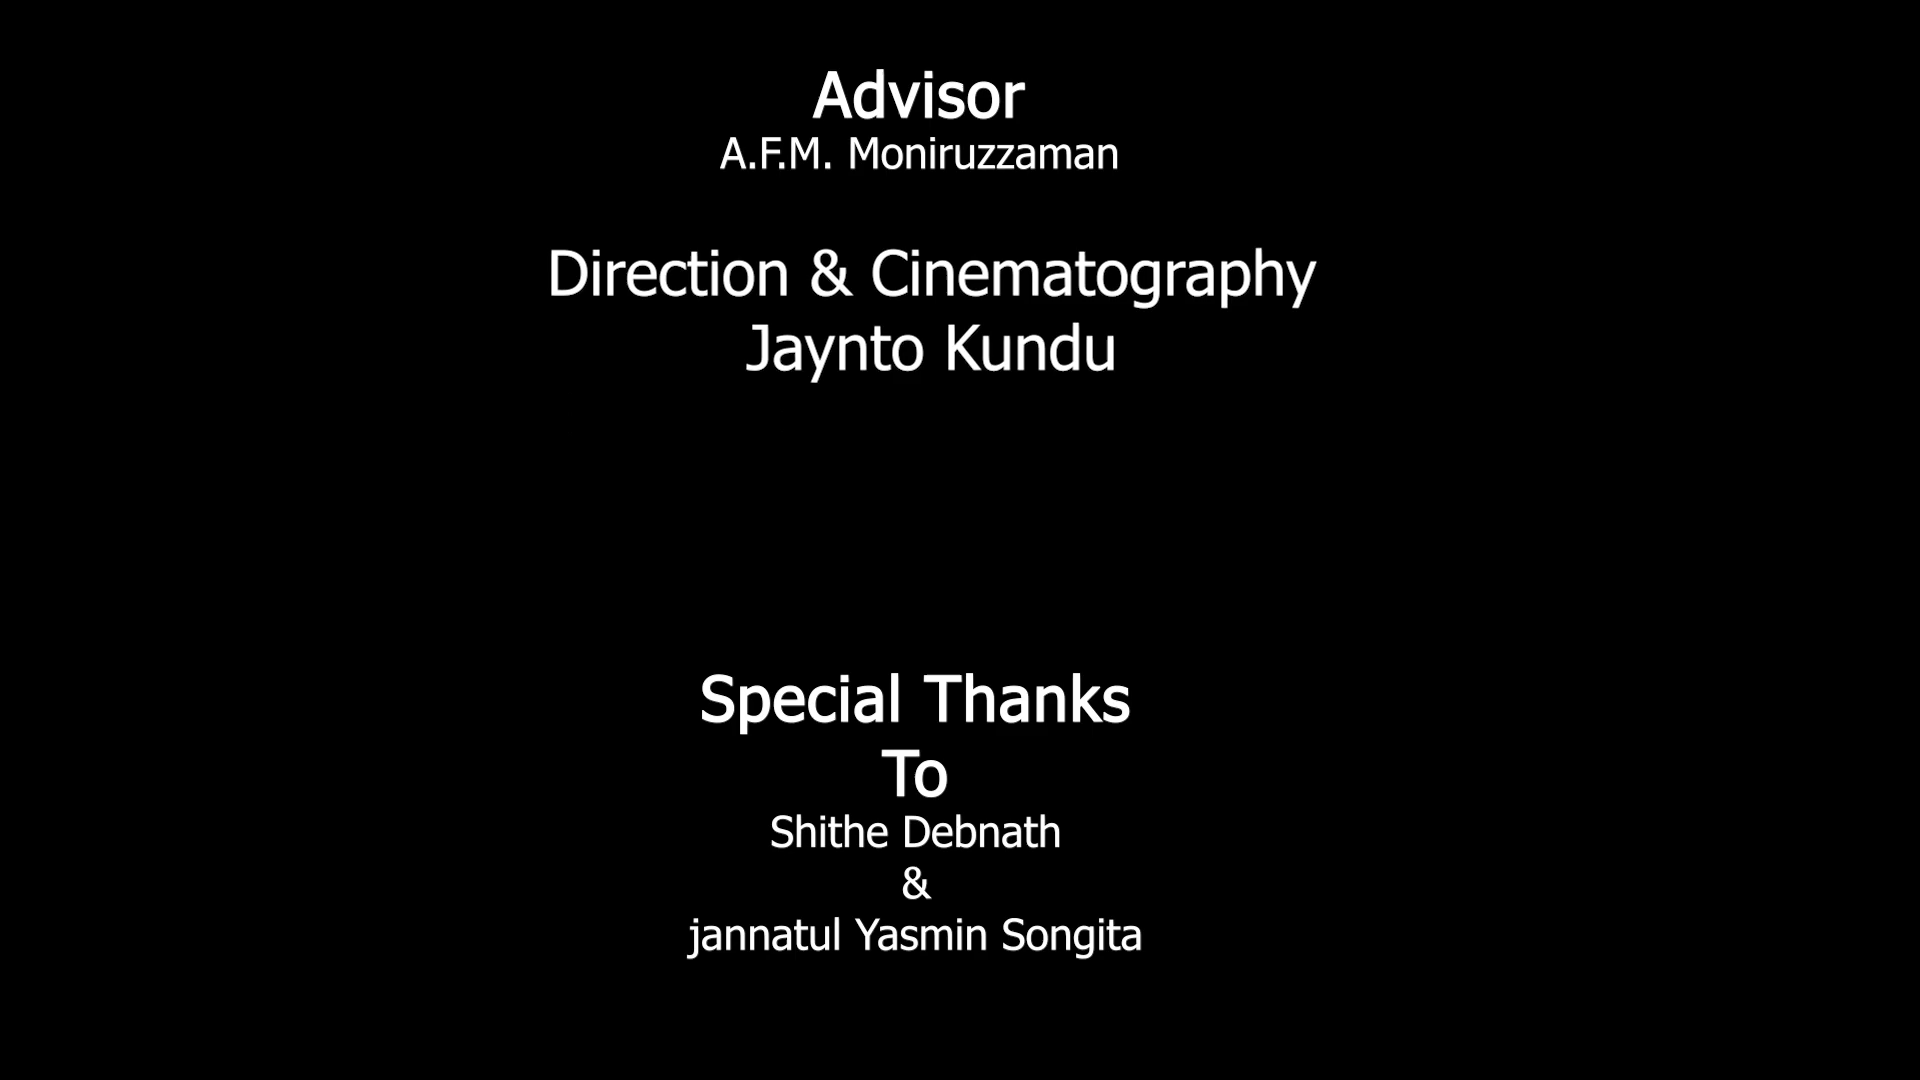 Advisor
A.F.M. Moniruzzaman
Direction & Cinematography
Jaynto Kundu
Special Thanks
To
Shithe Debnath
&
jannatul Yasmin Songita